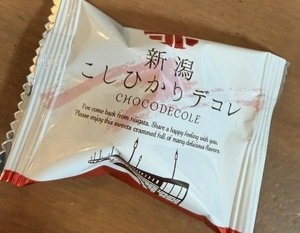 新潟
こしひかりデコレ
CHOCODECOLE
I've come back from niigata. Share a happy feeling with you.
Please enjoy this sweets crammed full of many delicious flavors.